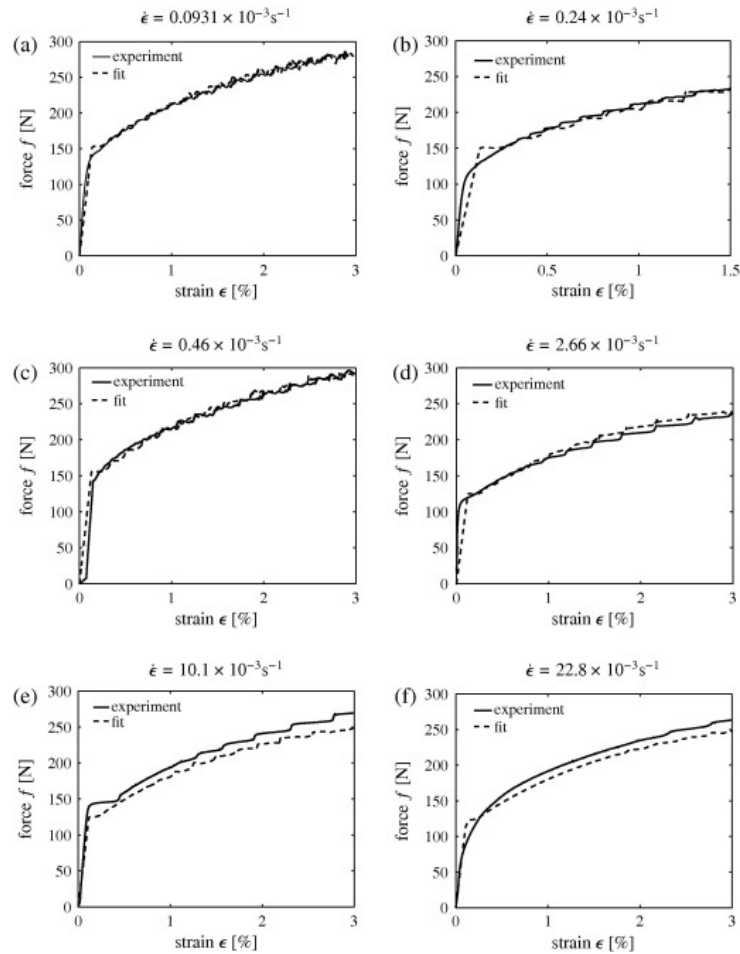 ϵ̇ = 0.0931 × 10⁻³s⁻¹
(a)
300
250
200
150
100
50
0
experiment
fit
force f [N]
0 1 2 3
strain ϵ [%]
ϵ̇ = 0.24 × 10⁻³s⁻¹
(b)
300
250
200
150
100
50
0
experiment
fit
force f [N]
0 0.5 1 1.5
strain ϵ [%]
ϵ̇ = 0.46 × 10⁻³s⁻¹
(c)
300
250
200
150
100
50
0
experiment
fit
force f [N]
0 1 2 3
strain ϵ [%]
ϵ̇ = 2.66 × 10⁻³s⁻¹
(d)
300
250
200
150
100
50
0
experiment
fit
force f [N]
0 1 2 3
strain ϵ [%]
ϵ̇ = 10.1 × 10⁻³s⁻¹
(e)
300
250
200
150
100
50
0
experiment
fit
force f [N]
0 1 2 3
strain ϵ [%]
ϵ̇ = 22.8 × 10⁻³s⁻¹
(f)
300
250
200
150
100
50
0
experiment
fit
force f [N]
0 1 2 3
strain ϵ [%]